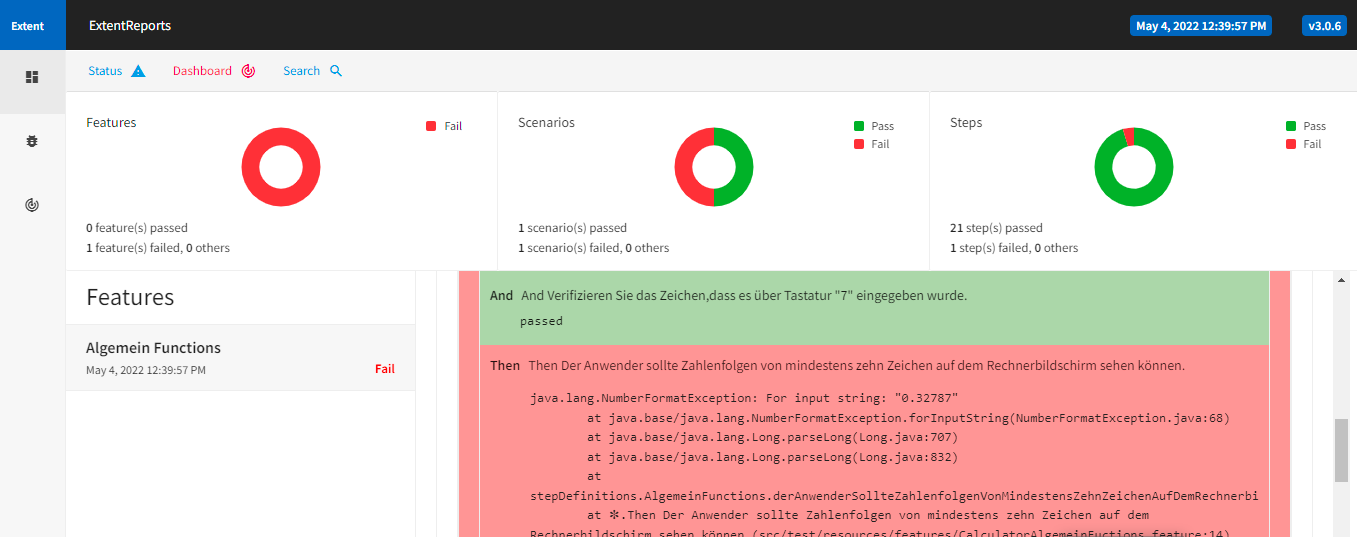 Extent
ExtentReports
May 4, 2022 12:39:57 PM
v3.0.6
Status
Dashboard
Search
Features
Fail
0 feature(s) passed
1 feature(s) failed, 0 others
Scenarios
Pass
Fail
1 scenario(s) passed
1 scenario(s) failed, 0 others
Steps
Pass
Fail
21 step(s) passed
1 step(s) failed, 0 others
Features
Algemein Functions
May 4, 2022 12:39:57 PM
Fail
And And Verifizieren Sie das Zeichen,dass es über Tastatur "7" eingegeben wurde.
passed
Then Then Der Anwender sollte Zahlenfolgen von mindestens zehn Zeichen auf dem Rechnerbildschirm sehen können.
java.lang.NumberFormatException: For input string: "0.32787"
at java.base/java.lang.NumberFormatException.forInputString(NumberFormatException.java:68)
at java.base/java.lang.Long.parseLong(Long.java:707)
at java.base/java.lang.Long.parseLong(Long.java:832)
at
stepDefinitions.AlgemeinFunctions.derAnwenderSollteZahlenfolgenVonMindestensZehnZeichenAufDemRechnerbi
at ✽.Then Der Anwender sollte Zahlenfolgen von mindestens zehn Zeichen auf dem
Rechnerbildschirm sehen können.(src/test/resources/features/CalculatorAlgemeinFuctions.feature:14)